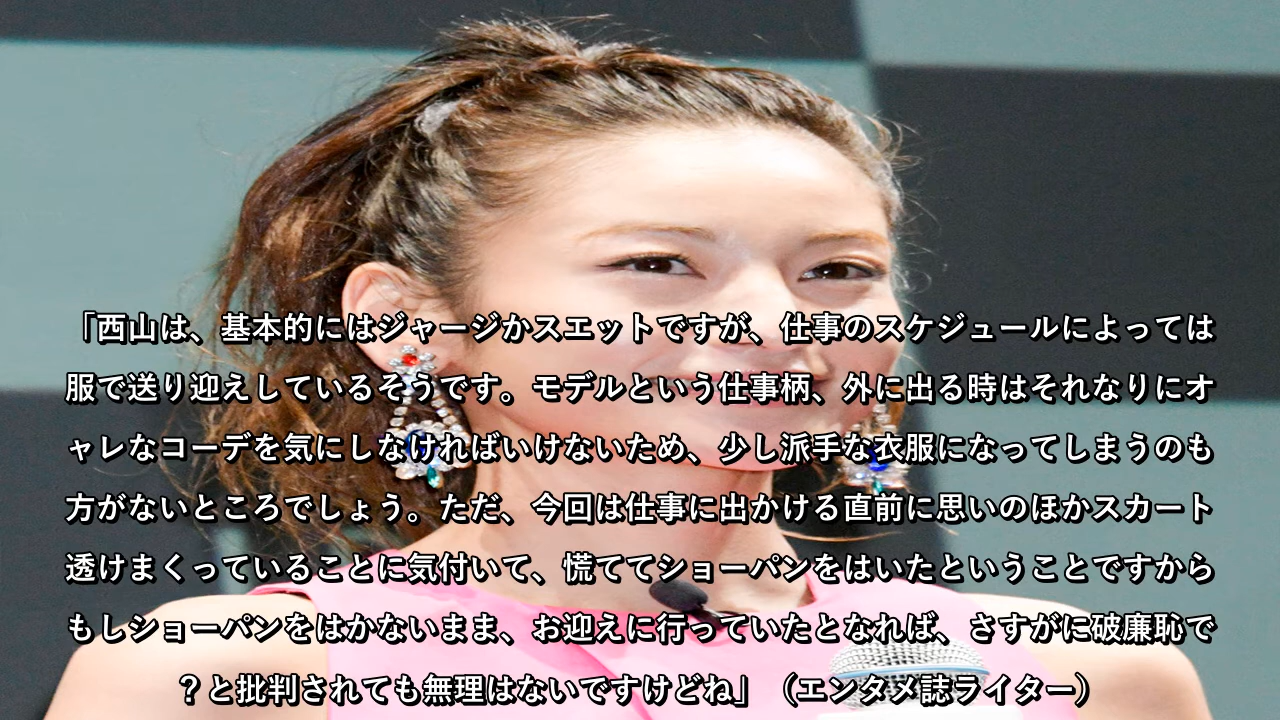 「西山は、基本的にはジャージかスエットですが、仕事のスケジュールによっては
服で送り迎えしているそうです。モデルという仕事柄、外に出る時はそれなりにオ
ャレなコーデを気にしなければいけないため、少し派手な衣服になってしまうのも
方がないところでしょう。ただ、今回は仕事に出かける直前に思いのほかスカート
透けまくっていることに気付いて、慌ててショーパンをはいたということですから
もしショーパンをはかないまま、お迎えに行っていたとなれば、さすがに破廉恥で
？と批判されても無理はないですけどね」（エンタメ誌ライター）